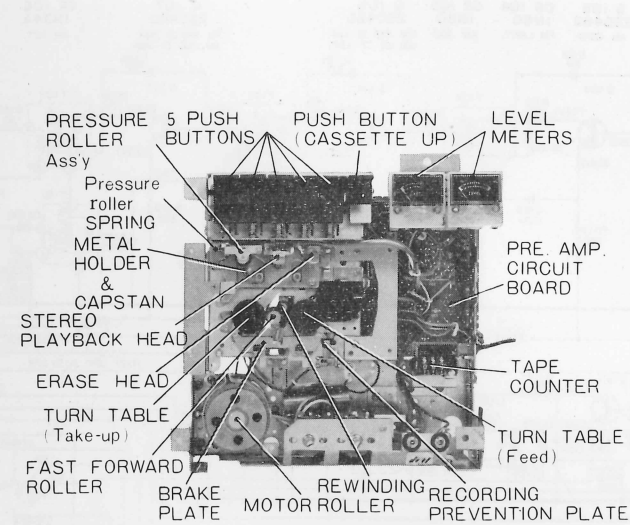 PRESSURE
ROLLER
Ass'y
5 PUSH
BUTTONS
PUSH BUTTON
(CASSETTE UP)
LEVEL
METERS
Pressure
roller
SPRING
METAL
HOLDER
&
CAPSTAN
STEREO
PLAYBACK HEAD
ERASE HEAD
TURN TABLE
(Take-up)
FAST FORWARD
ROLLER
BRAKE
PLATE
MOTOR ROLLER
REWINDING
RECORDING
PREVENTION PLATE
TURN TABLE
(Feed)
TAPE
COUNTER
PRE. AMP.
CIRCUIT
BOARD